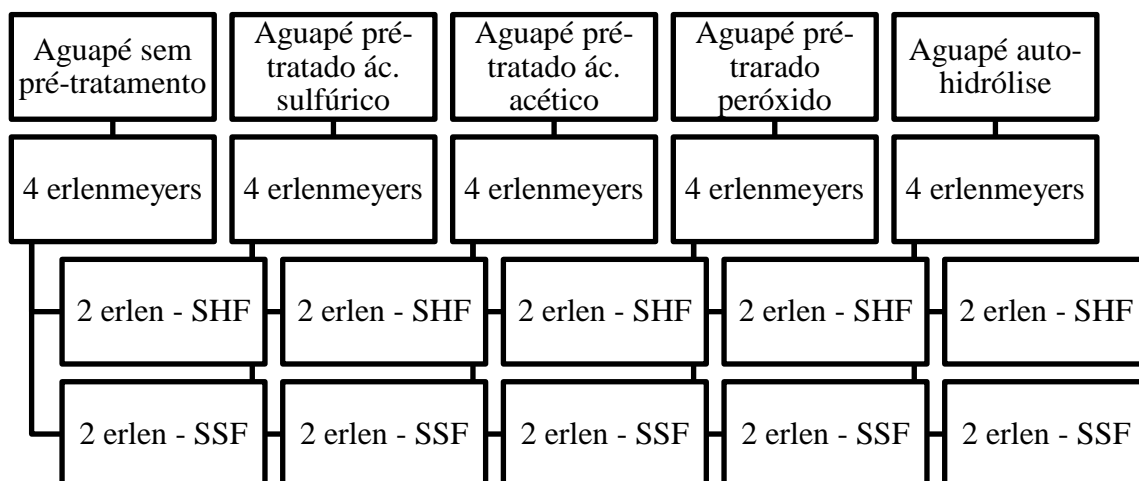 Aguapé sem
pré-tratamento
Aguapé pré-
tratado ác.
sulfúrico
Aguapé pré-
tratado ác.
acético
Aguapé pré-
trarado
peróxido
Aguapé auto-
hidrólise
4 erlenmeyers
4 erlenmeyers
4 erlenmeyers
4 erlenmeyers
4 erlenmeyers
2 erlen - SHF
2 erlen - SHF
2 erlen - SHF
2 erlen - SHF
2 erlen - SHF
2 erlen - SSF
2 erlen - SSF
2 erlen - SSF
2 erlen - SSF
2 erlen - SSF